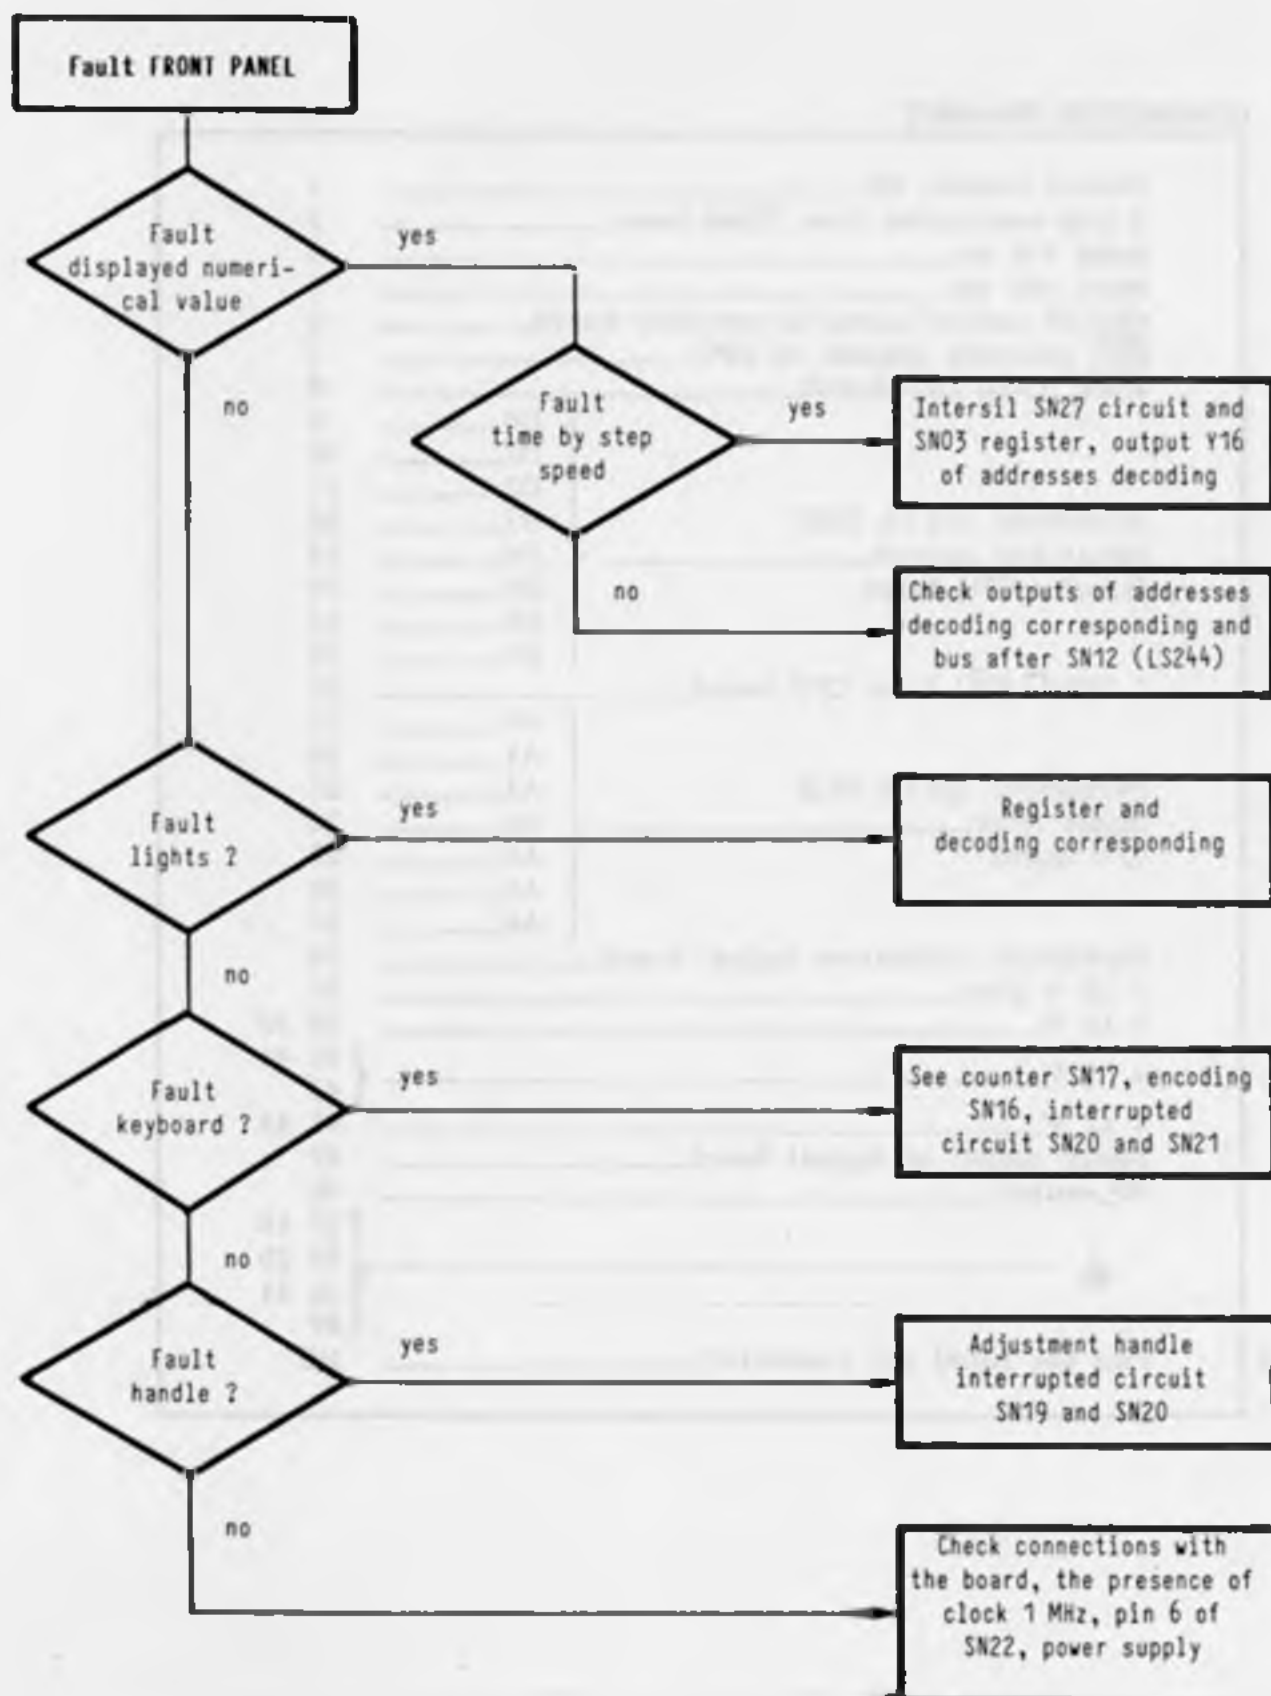 Fault FRONT PANEL
Fault
displayed numeri-
cal value
yes
no
Fault
time by step
speed
yes
Intersil SN27 circuit and
SN03 register, output Y16
of addresses decoding
no
Check outputs of addresses
decoding corresponding and
bus after SN12 (LS244)
Fault
lights ?
yes
Register and
decoding corresponding
no
Fault
keyboard ?
yes
See counter SN17, encoding
SN16, interrupted
circuit SN20 and SN21
no
Fault
handle ?
yes
Adjustment handle
interrupted circuit
SN19 and SN20
no
Check connections with
the board, the presence of
clock 1 MHz, pin 6 of
SN22, power supply